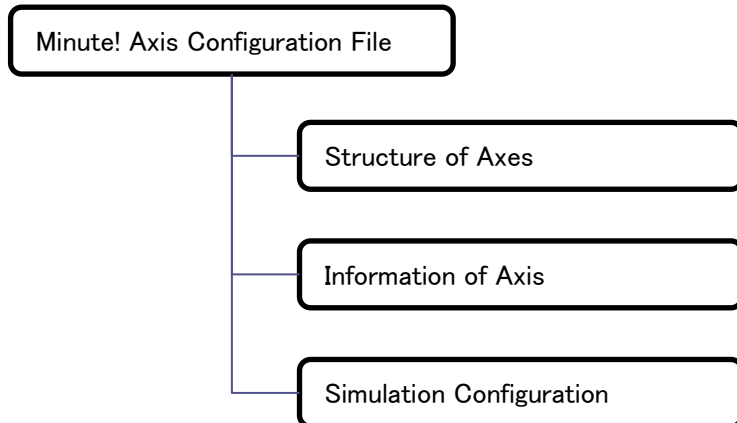 Minute! Axis Configuration File
Structure of Axes
Information of Axis
Simulation Configuration